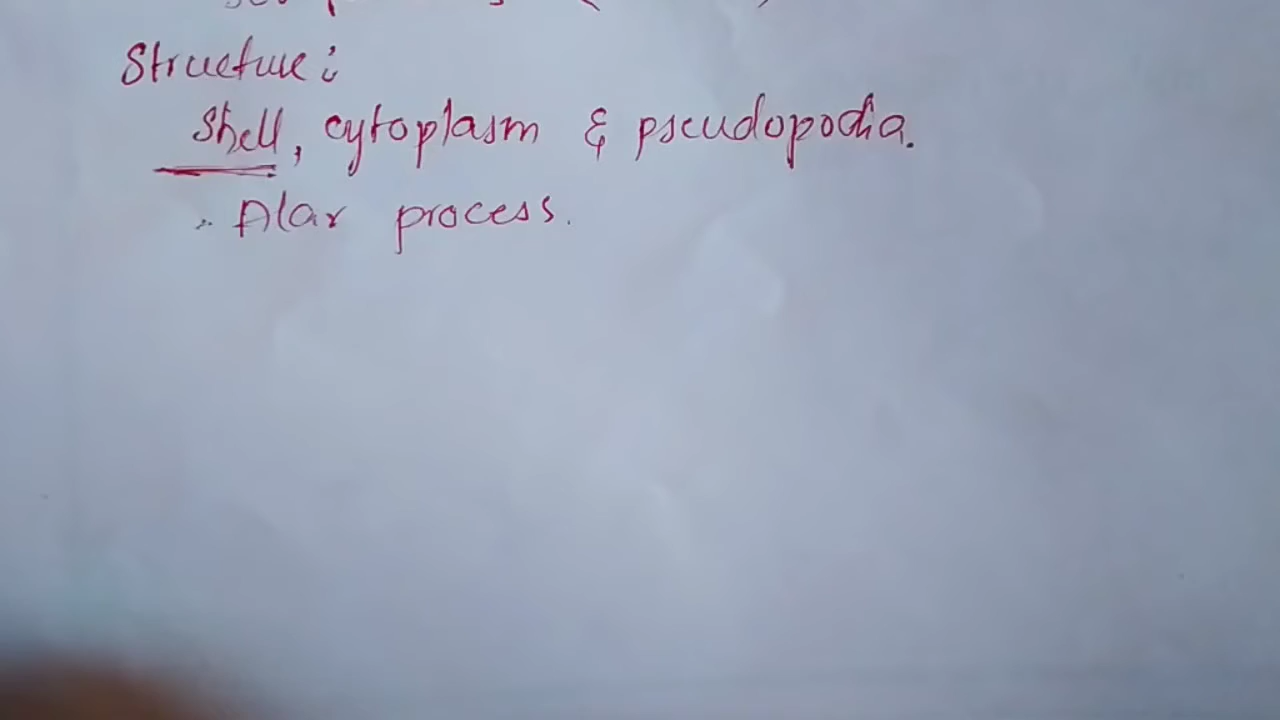 Structure :
Shell, cytoplasm & pseudopodia.
Alar process.